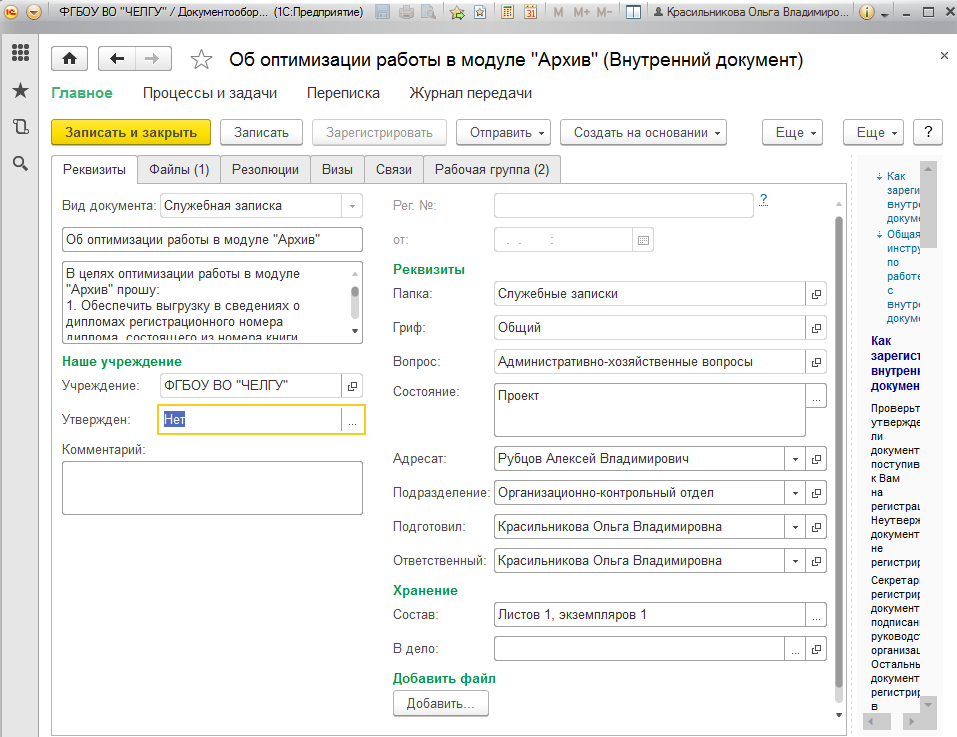 ФГБОУ ВО "ЧЕЛГУ" / Документообор... (1С:Предприятие)
M M+ M-
Красильникова Ольга Владимиро...
Об оптимизации работы в модуле "Архив" (Внутренний документ)
Главное Процессы и задачи Переписка Журнал передачи
Записать и закрыть Записать Зарегистрировать Отправить Создать на основании Еще Еще ?
Реквизиты Файлы (1) Резолюции Визы Связи Рабочая группа (2)
Вид документа: Служебная записка
Об оптимизации работы в модуле "Архив"
В целях оптимизации работы в модуле
"Архив" прошу:
1. Обеспечить выгрузку в сведениях о
дипломах регистрационного номера
диплома, состоящего из номера книги
Наше учреждение
Учреждение: ФГБОУ ВО "ЧЕЛГУ"
Утвержден: Нет ...
Комментарий:
Рег. №: ?
от: . . :
Реквизиты
Папка: Служебные записки
Гриф: Общий
Вопрос: Административно-хозяйственные вопросы
Состояние: Проект ...
Адресат: Рубцов Алексей Владимирович
Подразделение: Организационно-контрольный отдел
Подготовил: Красильникова Ольга Владимировна
Ответственный: Красильникова Ольга Владимировна
Хранение
Состав: Листов 1, экземпляров 1 ...
В дело: ...
Добавить файл
Добавить...
Как
зареги
внутре
докуме
Общая
инстру
по
работе
с
внутре
докуме
Как
зарегист
внутренн
документ
Проверьт
утвержде
ли
документ
поступив
к Вам
на
регистрац
Неутверж
документ
не
регистрир
Секретар
регистрир
документ
подписан
руководс
организац
Остальны
документ
регистрир
в